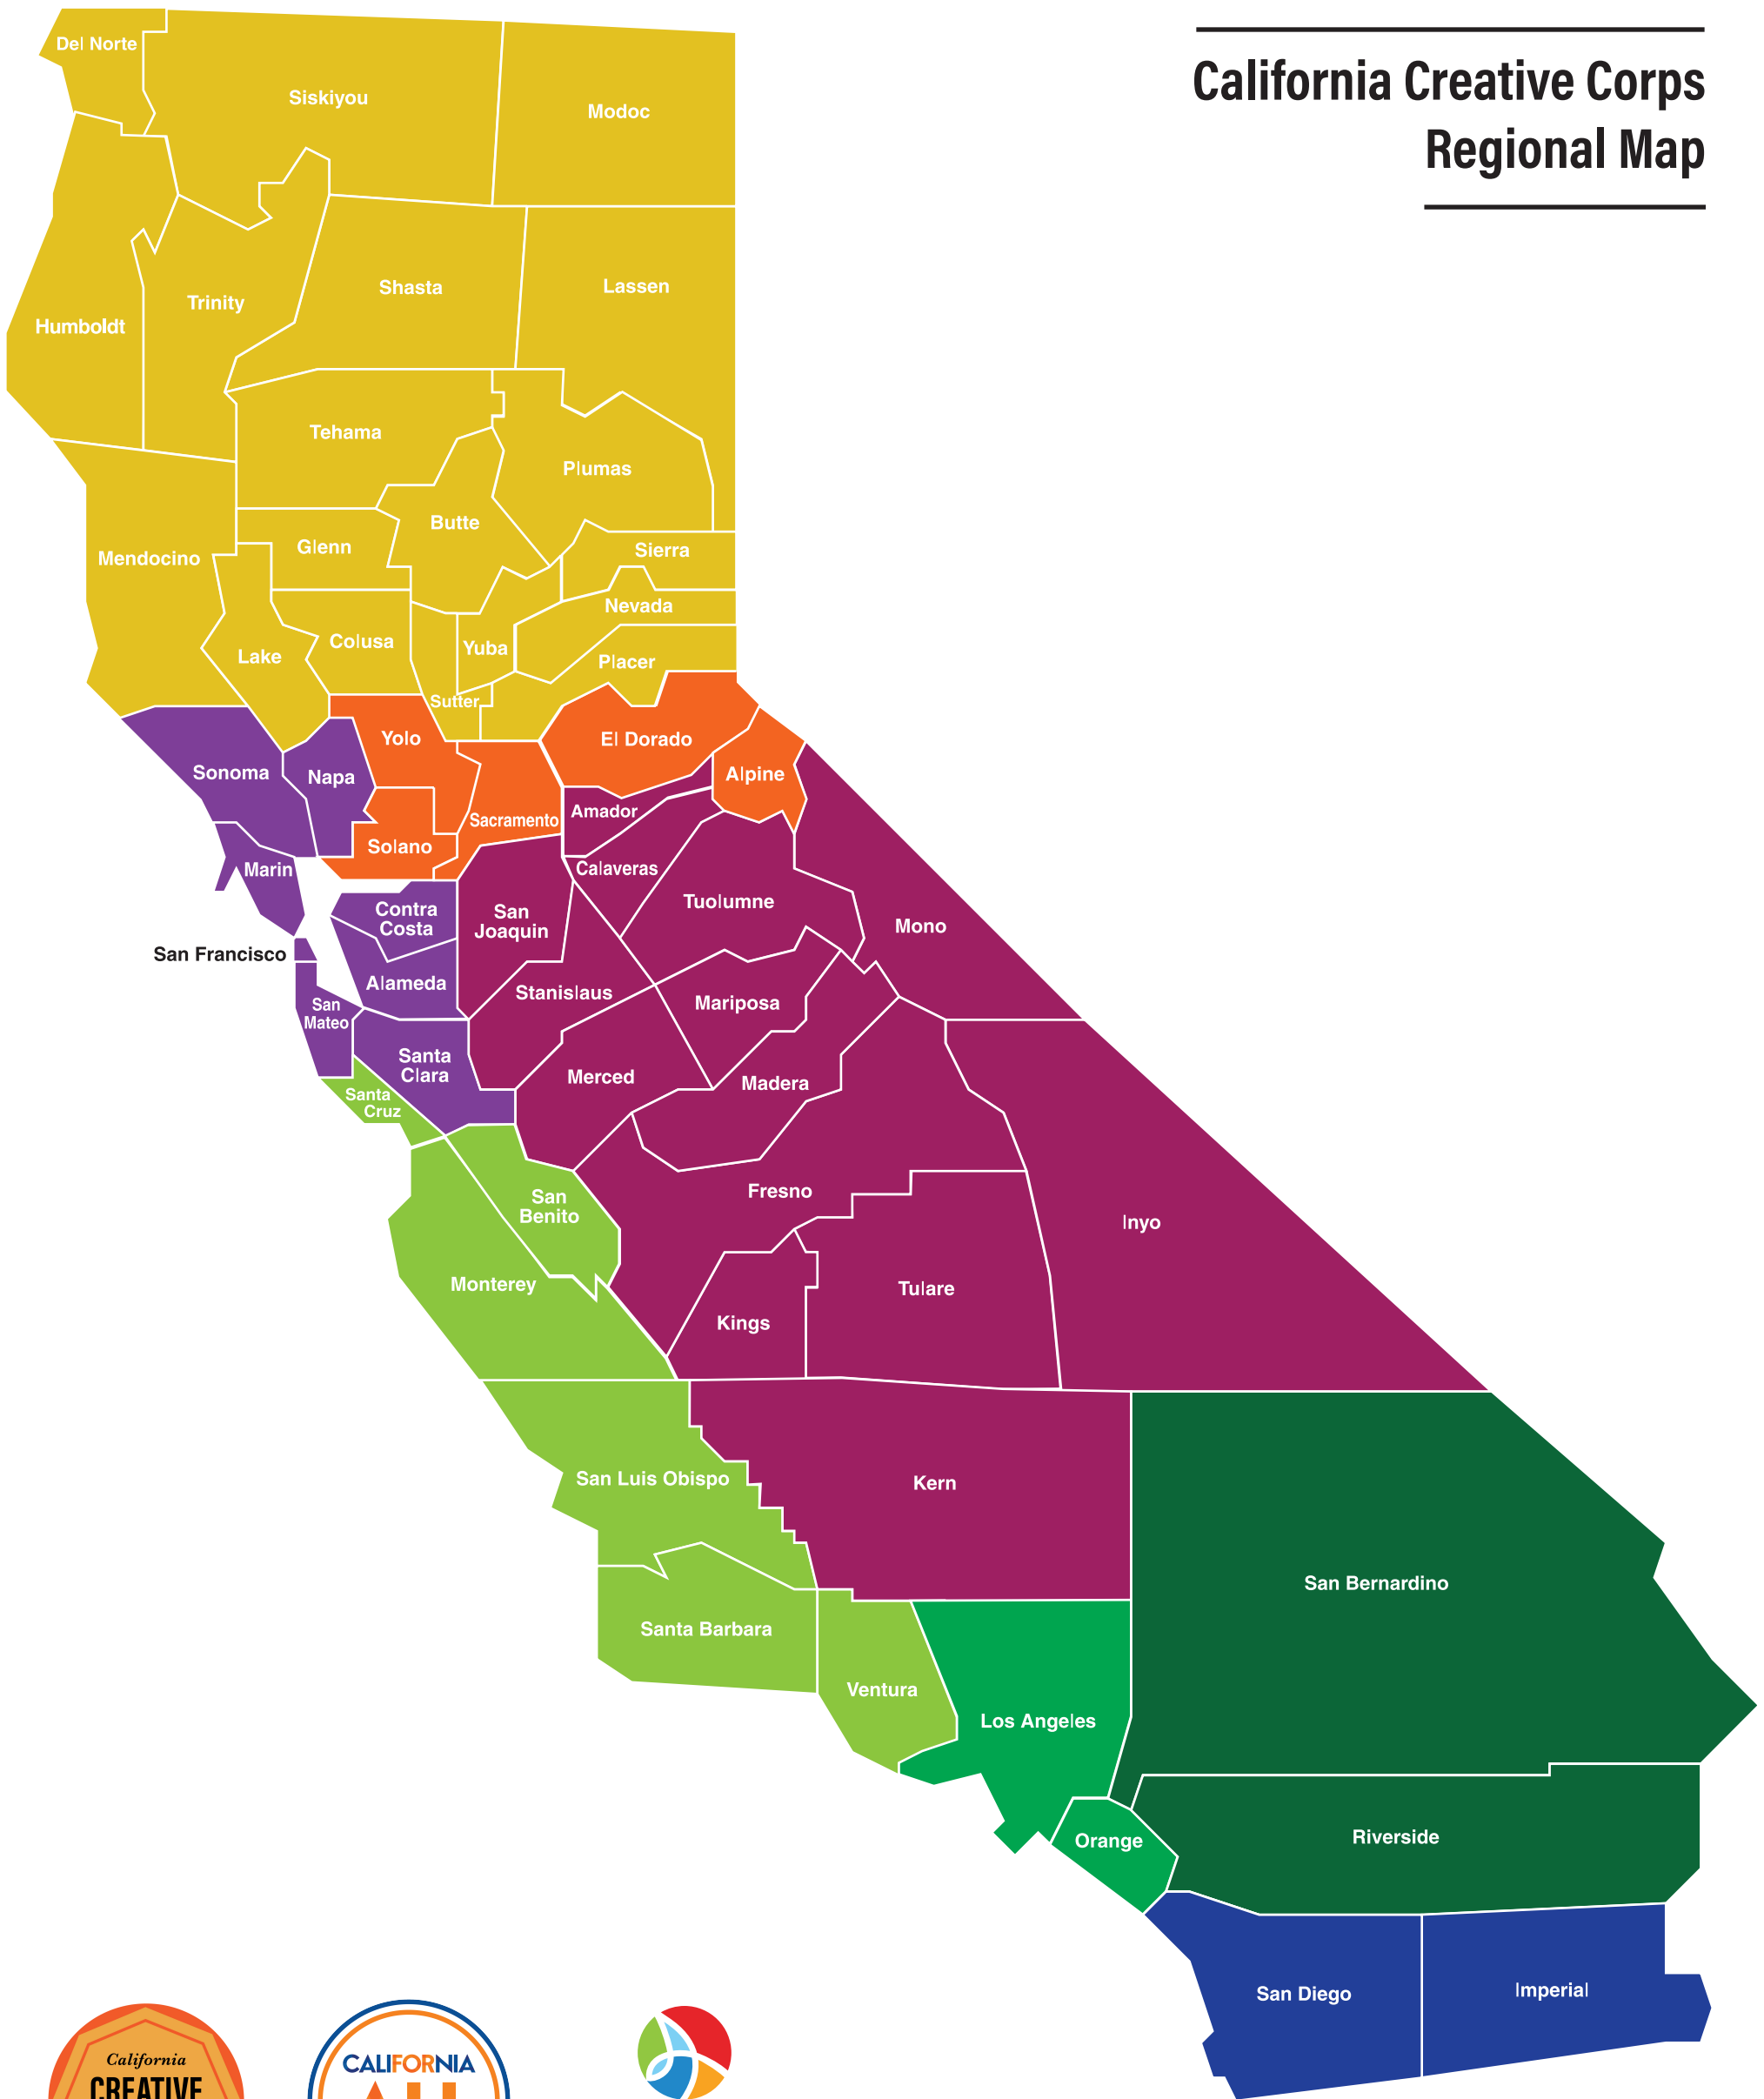 California Creative Corps
Regional Map
Del Norte
Siskiyou
Modoc
Humboldt
Trinity
Shasta
Lassen
Tehama
Plumas
Butte
Mendocino
Glenn
Sierra
Nevada
Lake
Colusa
Yuba
Placer
Sutter
Yolo
El Dorado
Sonoma
Napa
Alpine
Sacramento
Amador
Solano
Marin
Calaveras
Contra
Costa
San
Joaquin
Tuolumne
Mono
San Francisco
Alameda
Stanislaus
Mariposa
San
Mateo
Santa
Clara
Merced
Madera
Santa
Cruz
Fresno
San
Benito
Inyo
Monterey
Tulare
Kings
San Luis Obispo
Kern
San Bernardino
Santa Barbara
Ventura
Los Angeles
Orange
Riverside
San Diego
Imperial
California
CREATIVE
CALIFORNIA